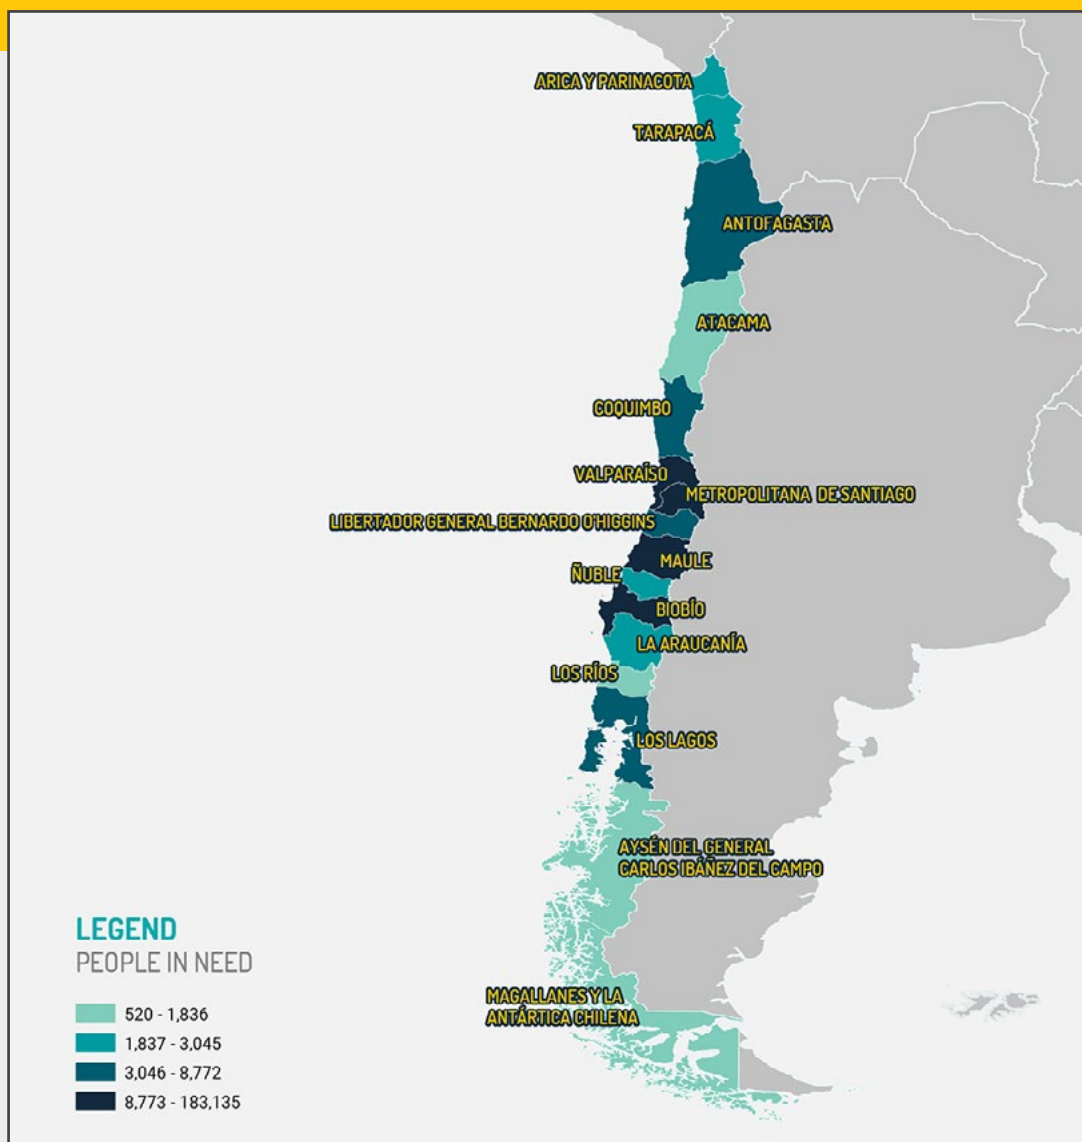 ARICA Y PARINACOTA
TARAPACÁ
ANTOFAGASTA
ATACAMA
COQUIMBO
VALPARAÍSO
METROPOLITANA DE SANTIAGO
LIBERTADOR GENERAL BERNARDO O'HIGGINS
MAULE
ÑUBLE
BIOBÍO
LA ARAUCANÍA
LOS RÍOS
LOS LAGOS
AYSÉN DEL GENERAL
CARLOS IBÁÑEZ DEL CAMPO
MAGALLANES Y LA
ANTÁRTICA CHILENA
LEGEND
PEOPLE IN NEED
520 - 1,836
1,837 - 3,045
3,046 - 8,772
8,773 - 183,135